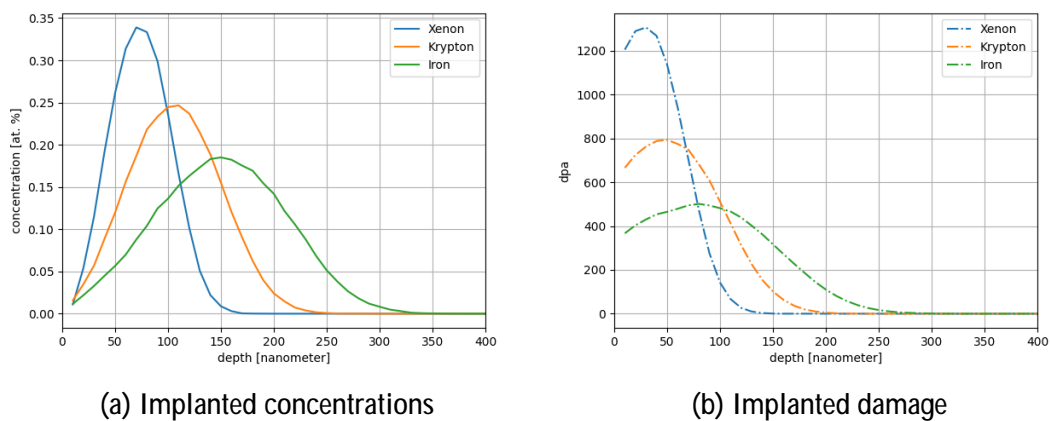 0.35
0.30
0.25
0.20
0.15
0.10
0.05
0.00
concentration [at. %]
0 50 100 150 200 250 300 350 400
depth [nanometer]
Xenon
Krypton
Iron
(a) Implanted concentrations
1200
1000
800
600
400
200
0
dpa
0 50 100 150 200 250 300 350 400
depth [nanometer]
Xenon
Krypton
Iron
(b) Implanted damage